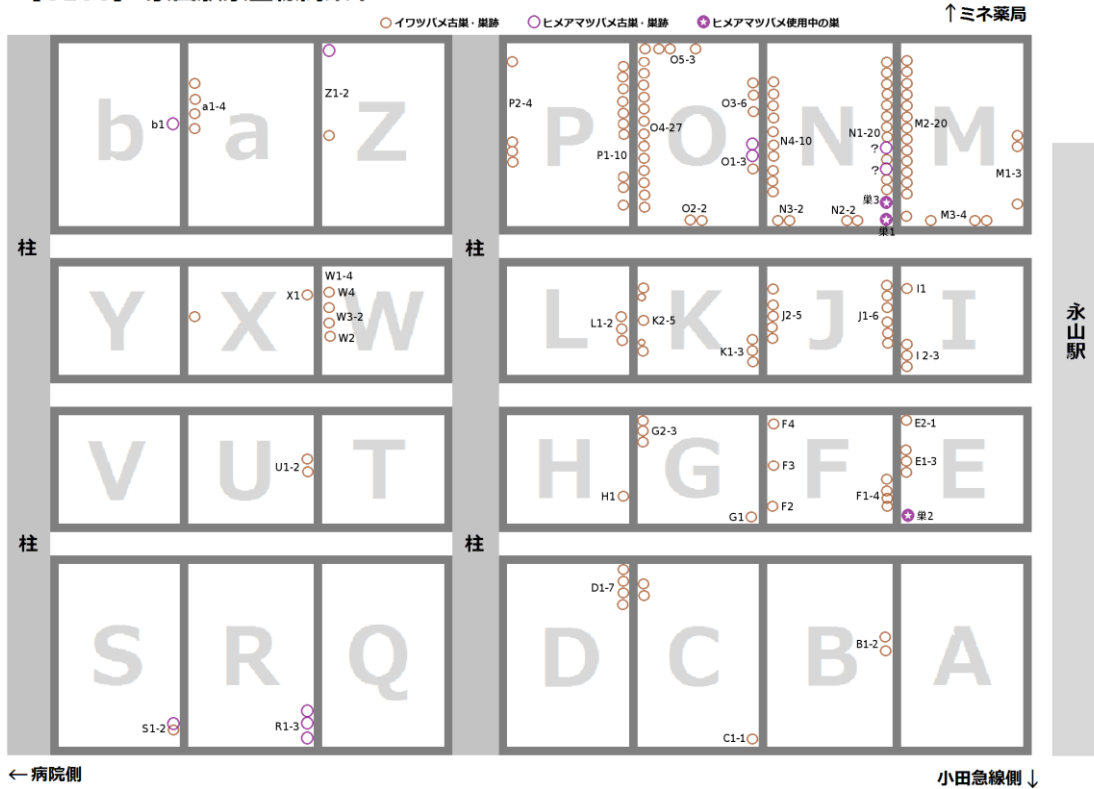 イワツバメ古巣・巣跡
ヒメアマツバメ古巣・巣跡
ヒメアマツバメ使用中の巣
↑ミネ薬局
b
a
Z
P
O
N
M
b1
a1-4
Z1-2
P2-4
P1-10
O5-3
O4-27
O3-6
O1-3
O2-2
N4-10
N3-2
N2-2
N1-20
?
?
巣3
巣1
M2-20
M1-3
M3-4
柱
柱
Y
X
W
L
K
J
I
X1
W1-4
W4
W3-2
W2
L1-2
K2-5
K1-3
J2-5
J1-6
I1
I 2-3
永山駅
V
U
T
H
G
F
E
U1-2
H1
G2-3
G1
F4
F3
F2
F1-4
E2-1
E1-3
巣2
柱
柱
S
R
Q
D
C
B
A
S1-2
R1-3
D1-7
C1-1
B1-2
←病院側
小田急線側↓